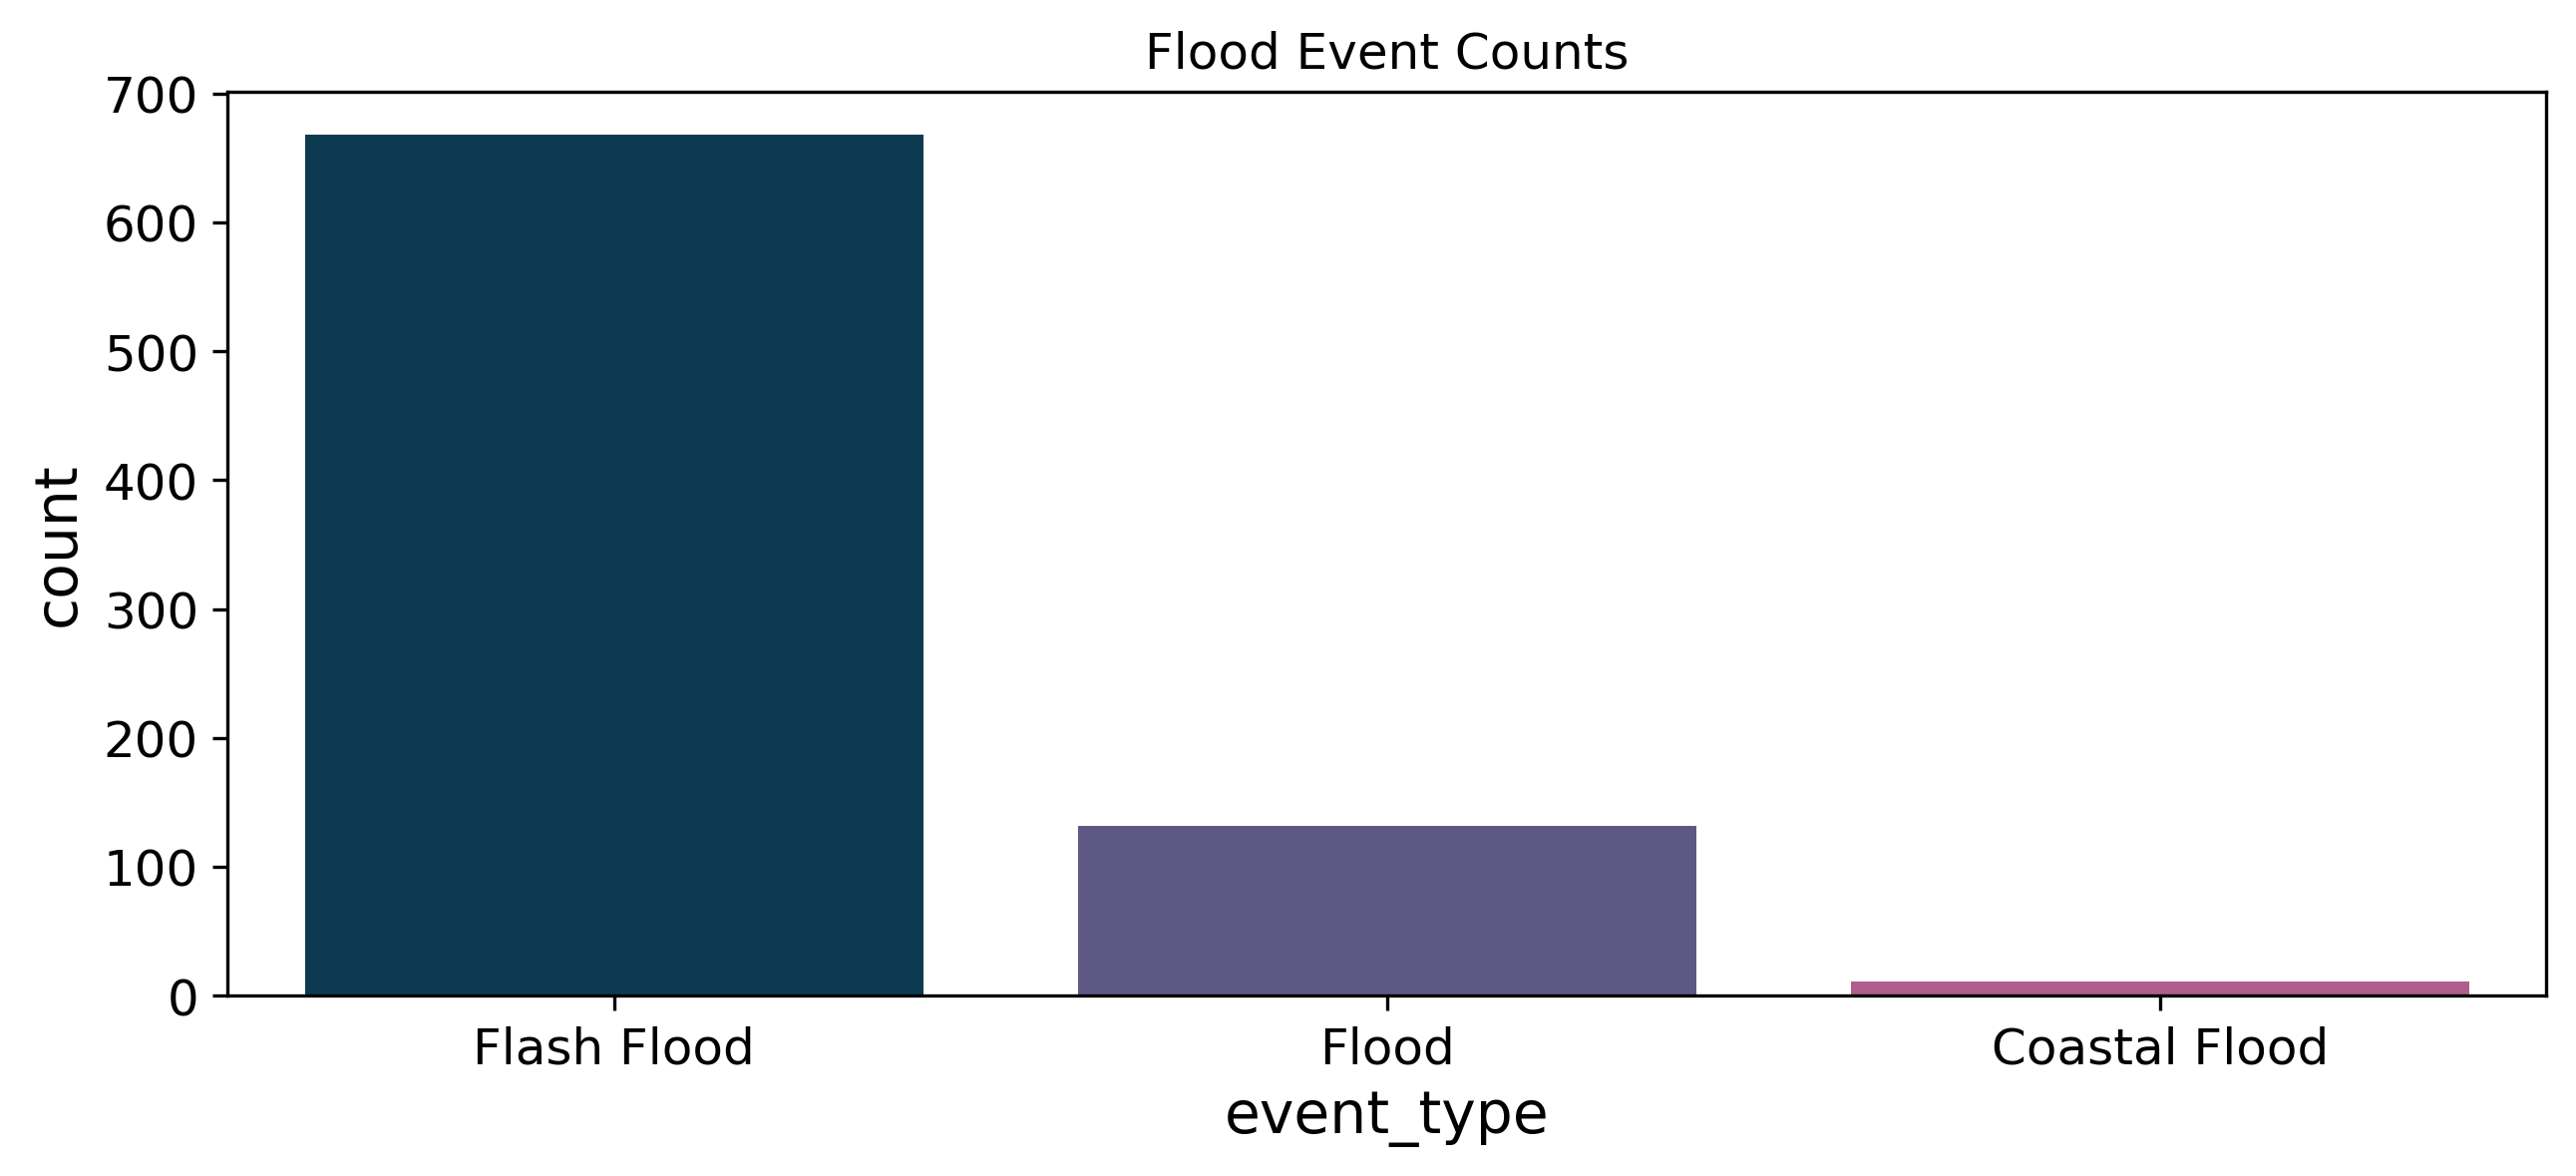 Flood Event Counts
700
600
500
400
300
200
100
0
count
Flash Flood
Flood
Coastal Flood
event_type